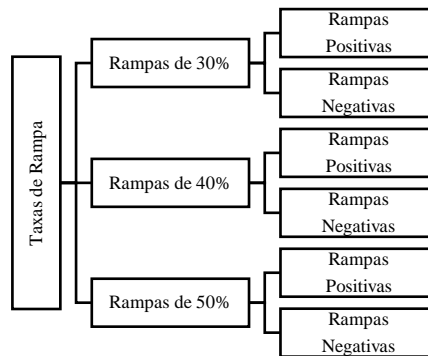 Taxas de Rampa
Rampas de 30%
Rampas
Positivas
Rampas
Negativas
Rampas de 40%
Rampas
Positivas
Rampas
Negativas
Rampas de 50%
Rampas
Positivas
Rampas
Negativas